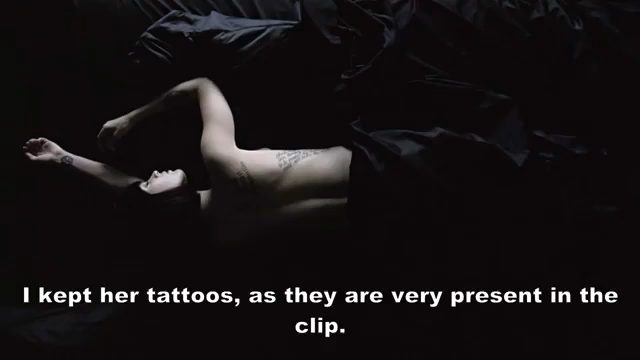 I kept her tattoos, as they are very present in the
clip.